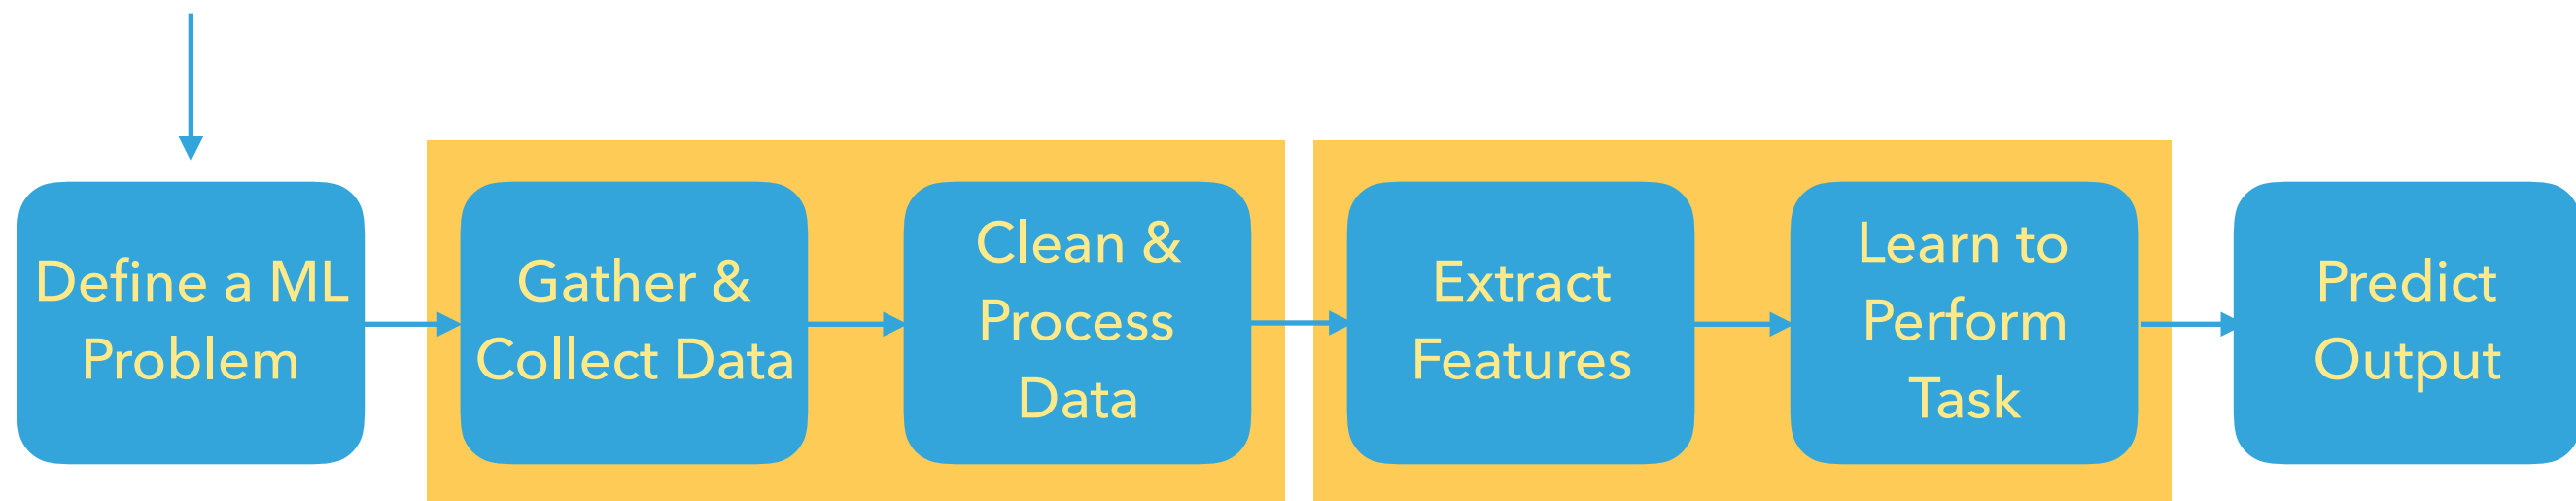 Define a ML
Problem
Gather &
Collect Data
Clean &
Process
Data
Extract
Features
Learn to
Perform
Task
Predict
Output